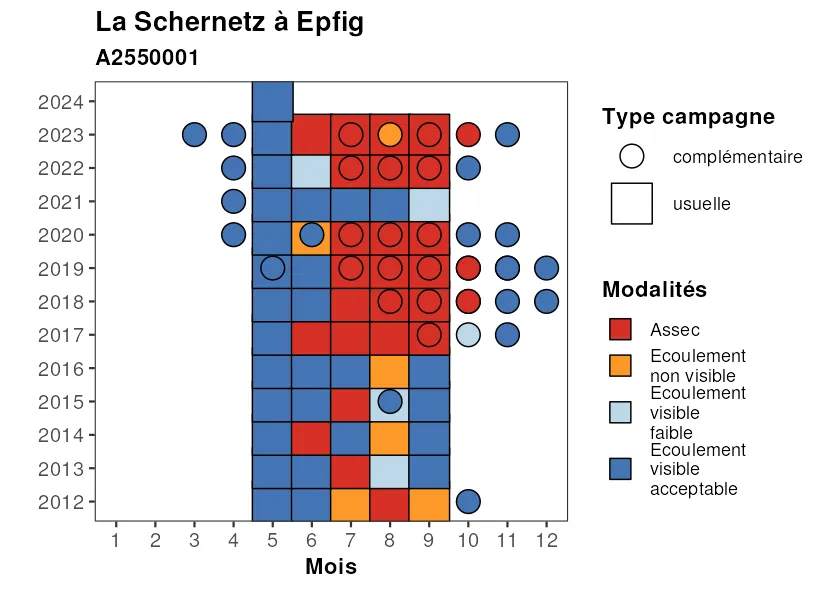 La Schernetz à Epfig
A2550001
2024
2023
2022
2021
2020
2019
2018
2017
2016
2015
2014
2013
2012
1 2 3 4 5 6 7 8 9 10 11 12
Mois
Type campagne
complémentaire
usuelle
Modalités
Assec
Ecoulement
non visible
Ecoulement
visible
faible
Ecoulement
visible
acceptable